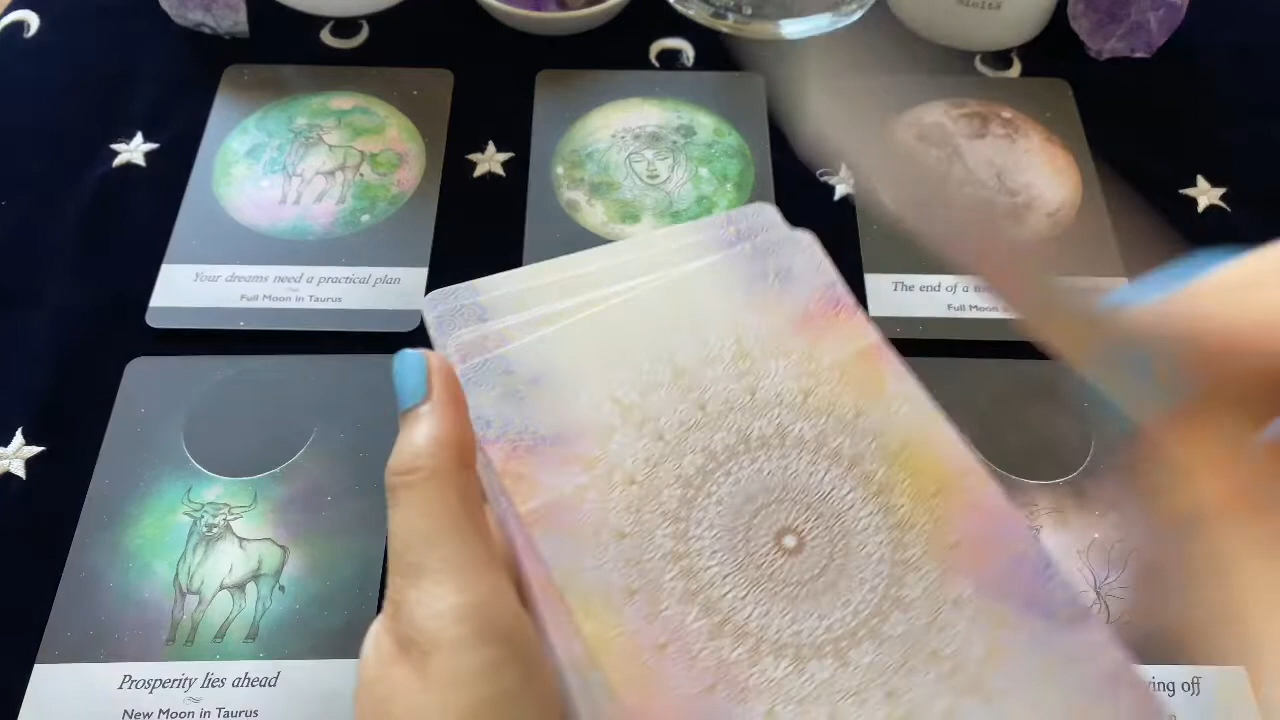 Your dreams need a practical plan
Full Moon in Taurus
The end of a
Full Moon
Prosperity lies ahead
New Moon in Taurus
off